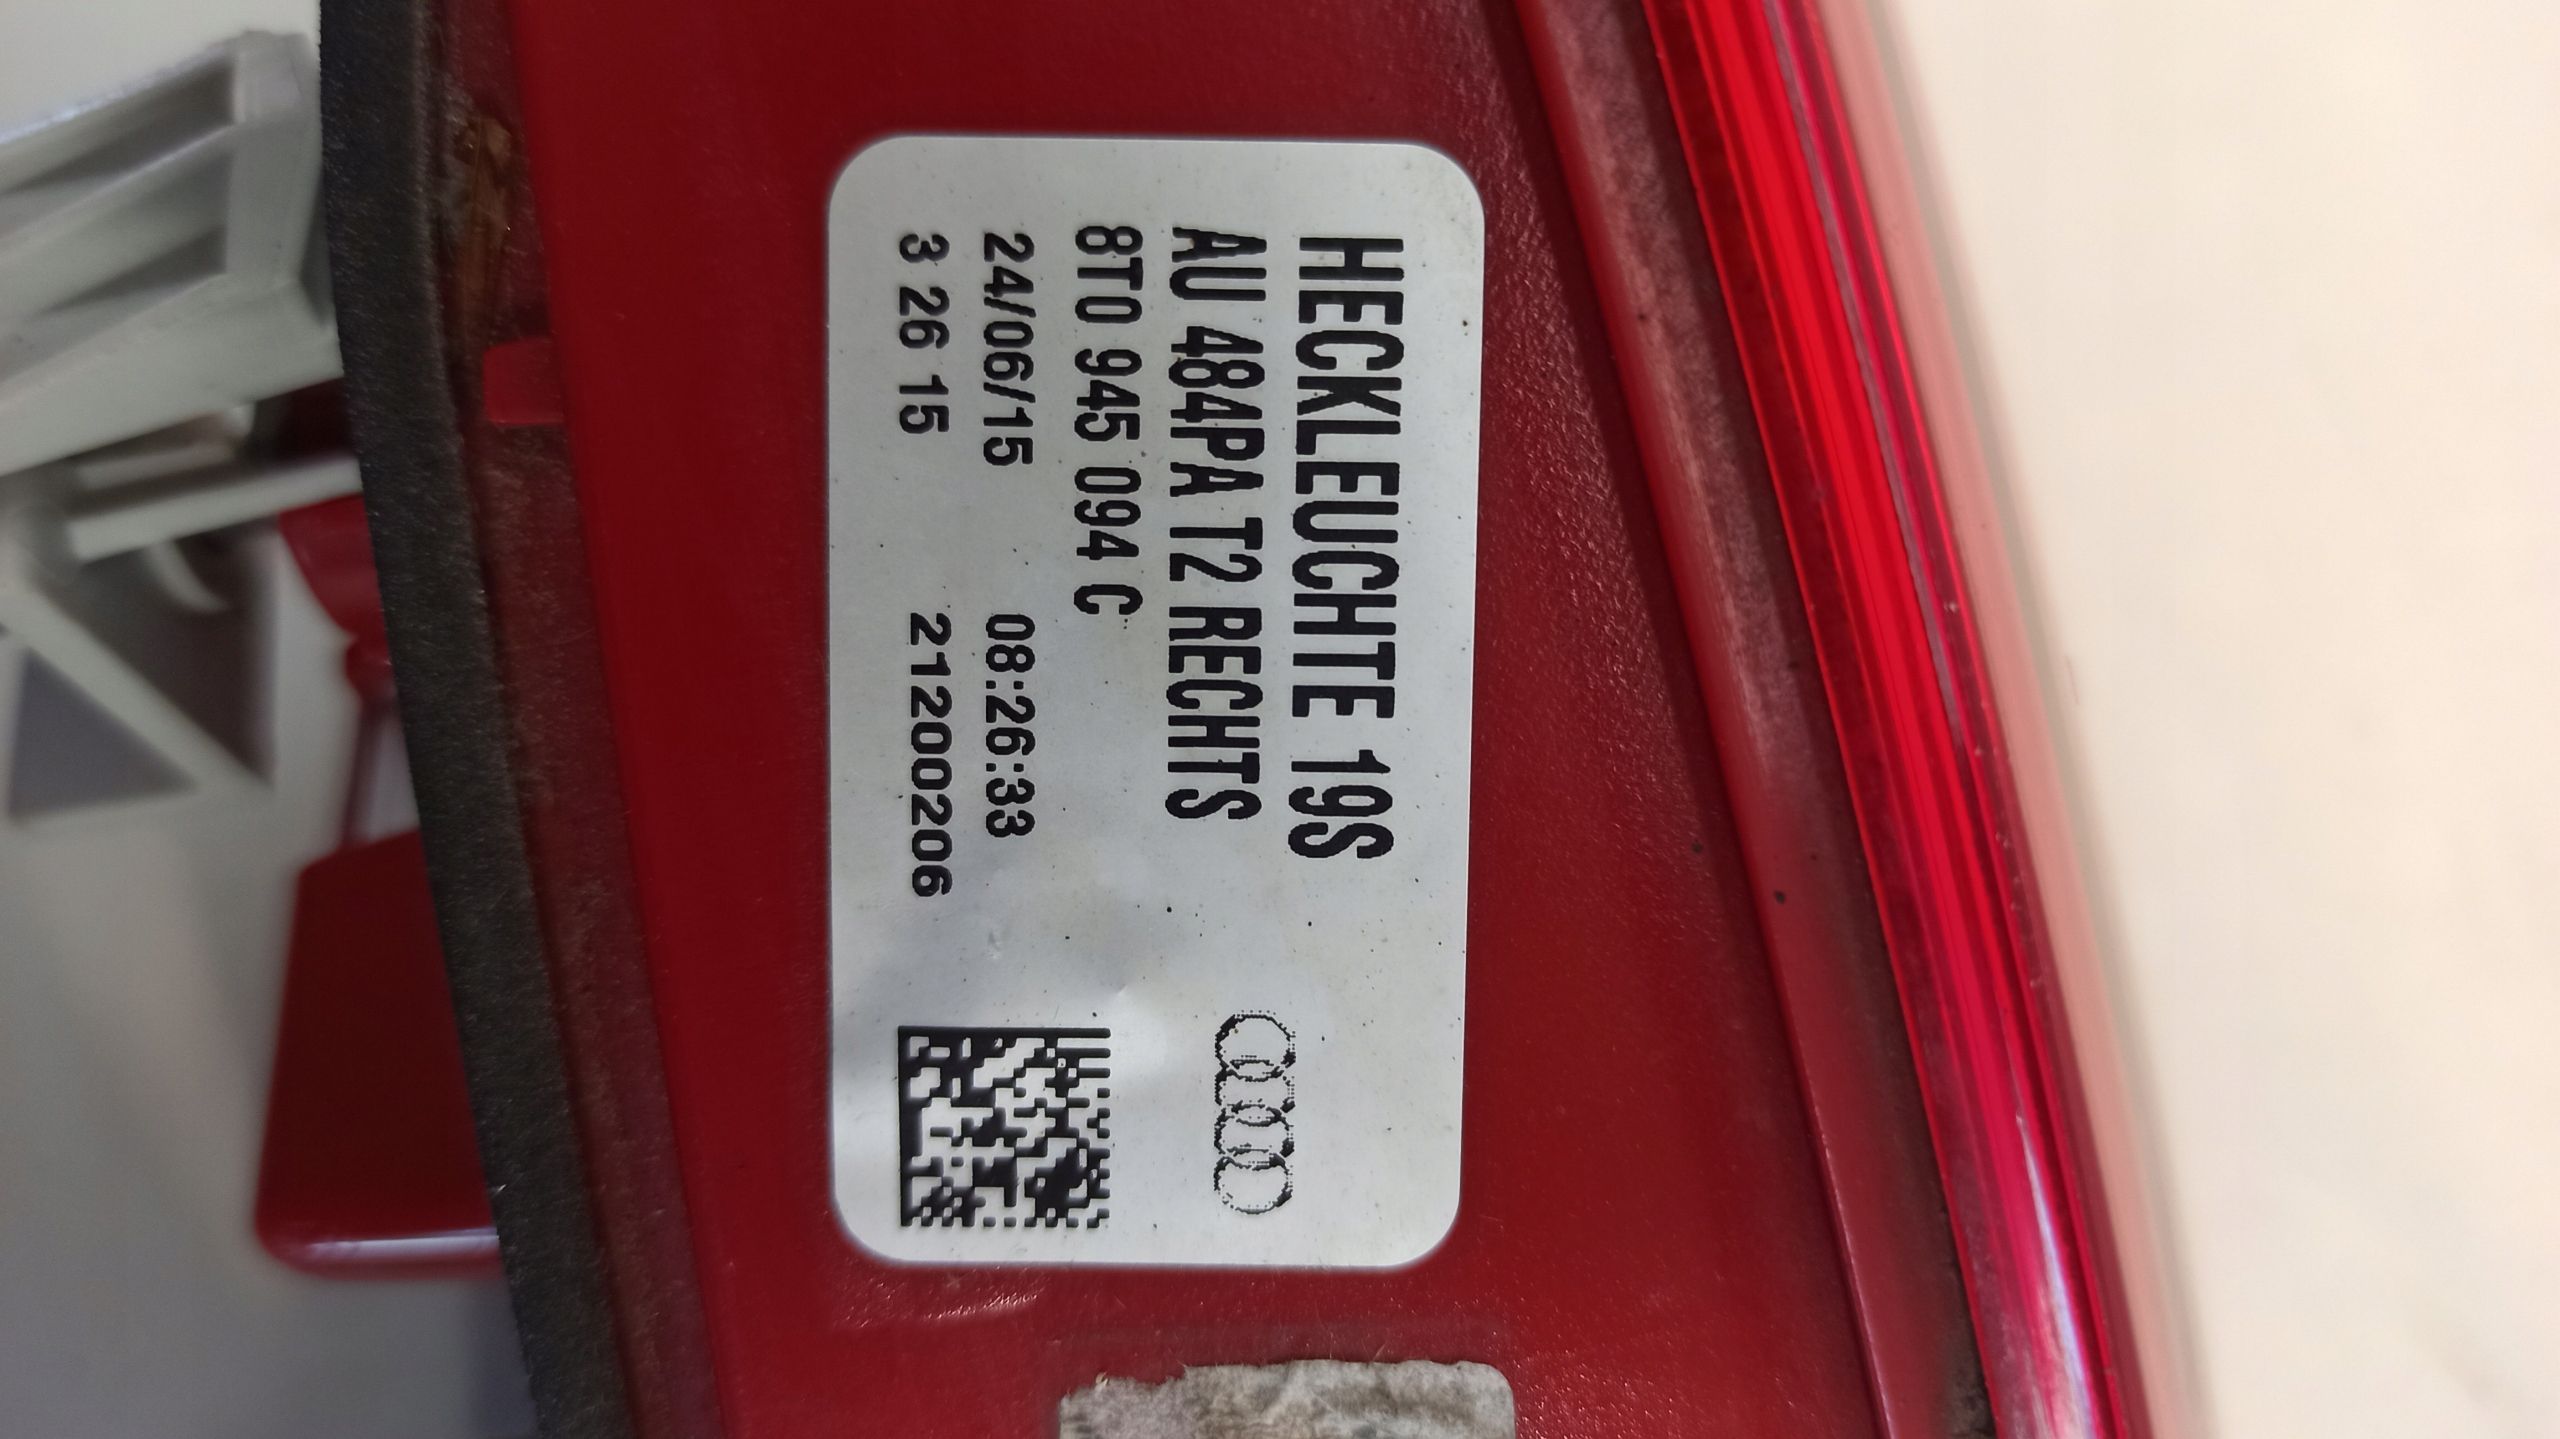 HECKLEUCHTE 19S
AU 484PA T2 RECHTS
8T0 945 094 C
24/06/15 08:26:33
3 26 15 21200206